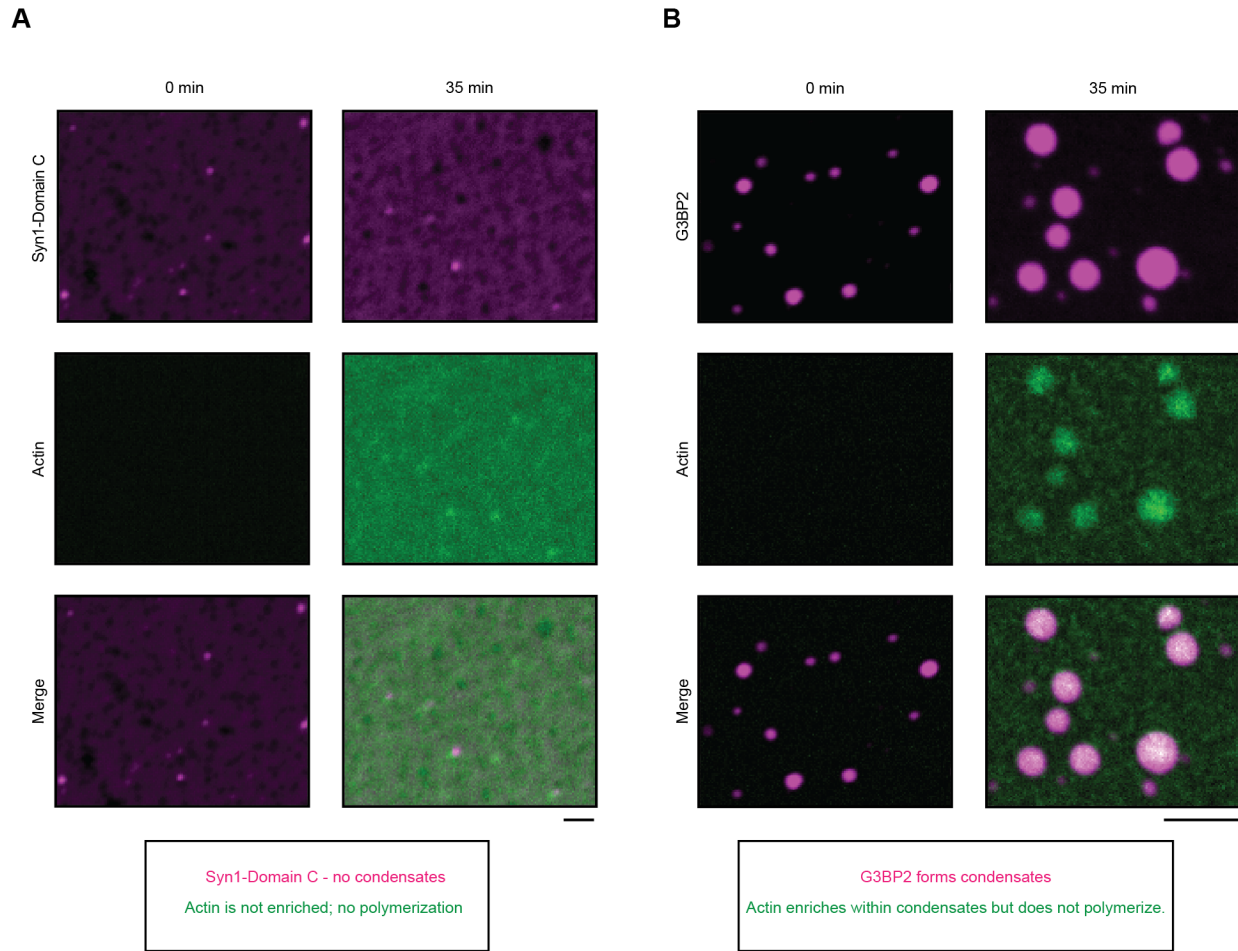 A
B
0 min
35 min
0 min
35 min
Syn1-Domain C
G3BP2
Actin
Actin
Merge
Merge
Syn1-Domain C - no condensates
Actin is not enriched; no polymerization
G3BP2 forms condensates
Actin enriches within condensates but does not polymerize.